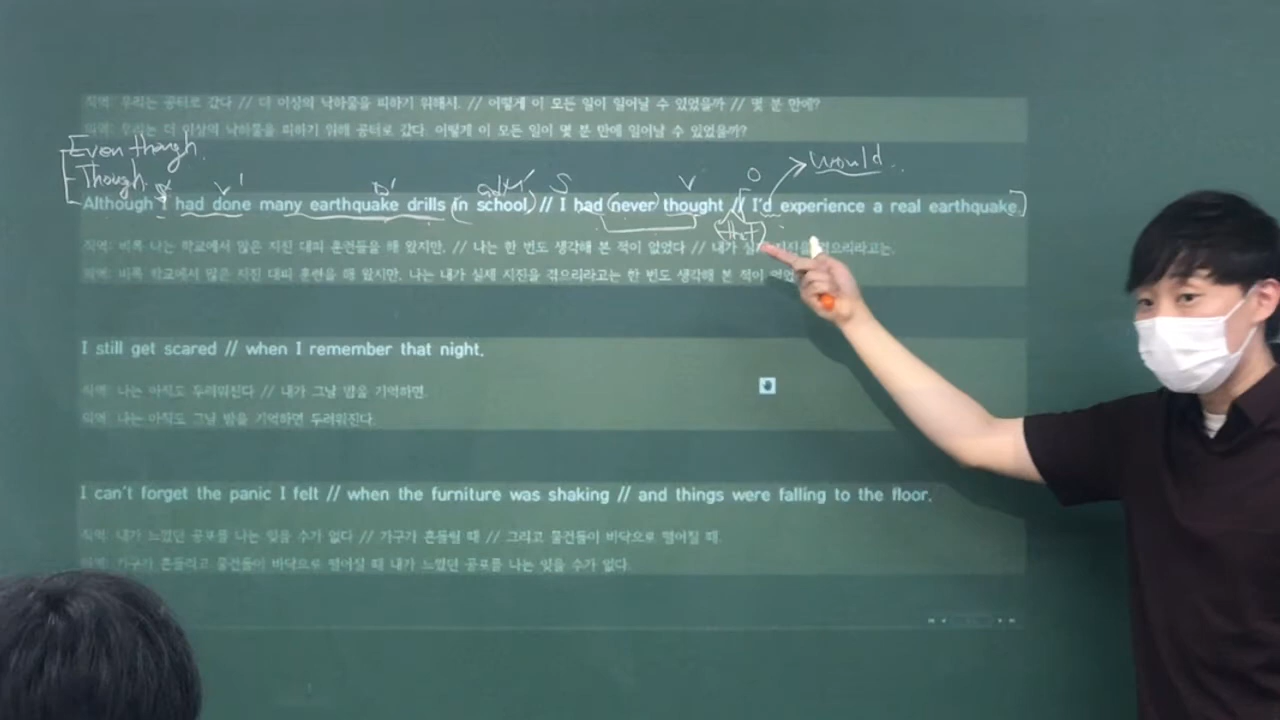 직역: 우리는 공터로 갔다 // 더 이상의 낙하물을 피하기 위해서. // 어떻게 이 모든 일이 일어날 수 있었을까 // 몇 분 만에?
의역: 우리는 더 이상의 낙하물을 피하기 위해 공터로 갔다. 어떻게 이 모든 일이 몇 분 만에 일어날 수 있었을까?
Even though.
Though. S' V' O' adM' S V O would.
Although I had done many earthquake drills (in school) // I had (never) thought // I'd experience a real earthquake.]
(that)
직역: 비록 나는 학교에서 많은 지진 대피 훈련들을 해 왔지만, // 나는 한 번도 생각해 본 적이 없었다 // 내가 지진을 겪으리라고는.
의역: 비록 학교에서 많은 지진 대피 훈련을 해 왔지만, 나는 내가 실제 지진을 겪으리라고는 한 번도 생각해 본 적이
I still get scared // when I remember that night.
직역: 나는 아직도 두려워진다 // 내가 그날 밤을 기억하면.
의역: 나는 아직도 그날 밤을 기억하면 두려워진다.
I can't forget the panic I felt // when the furniture was shaking // and things were falling to the floor.
직역: 내가 느꼈던 공포를 나는 잊을 수가 없다 // 가구가 흔들릴 때 // 그리고 물건들이 바닥으로 떨어질 때.
의역: 가구가 흔들리고 물건들이 바닥으로 떨어질 때 내가 느꼈던 공포를 나는 잊을 수가 없다.